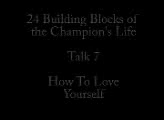 24 Building Blocks of
the Champion's Life
Talk 7
How To Love
Yourself